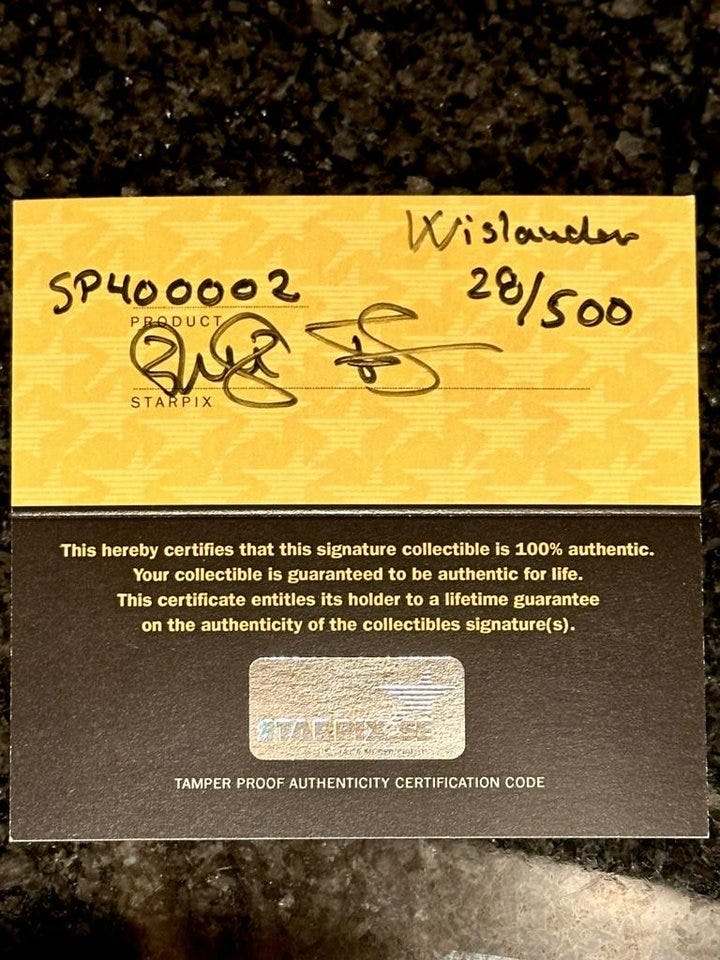 Wislander
SP400002
28/500
PRODUCT
STARPIX
This hereby certifies that this signature collectible is 100% authentic.
Your collectible is guaranteed to be authentic for life.
This certificate entitles its holder to a lifetime guarantee
on the authenticity of the collectibles signature(s).
STARPIX.SE
TAMPER PROOF AUTHENTICITY CERTIFICATION CODE